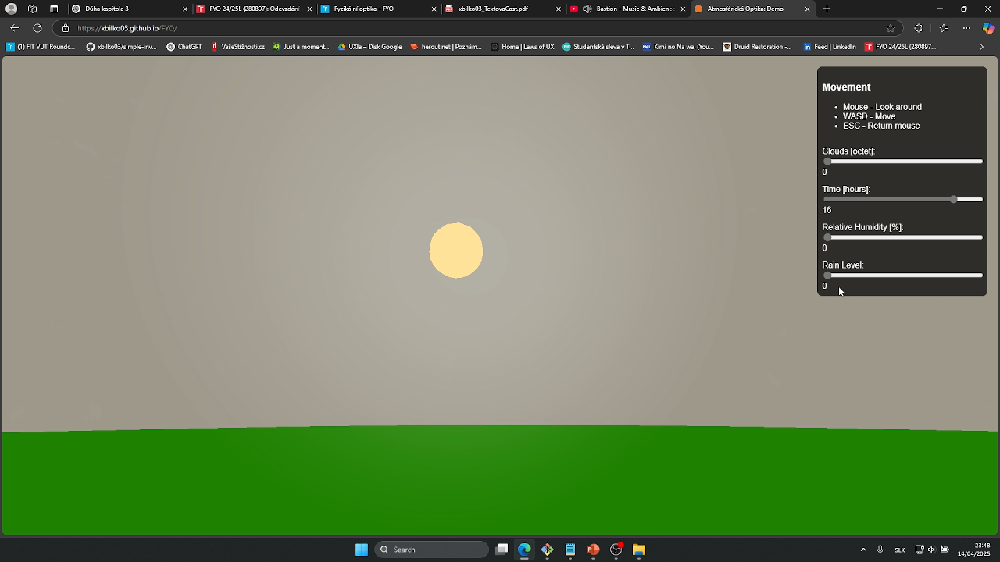 Důha kapitola 3
FYO 24/25L (280897): Odevzdání
Fyzikální optika - FYO
xbilko03_TextovaCast.pdf
Bastion - Music & Ambience
Atmosférická Optika: Demo
https://xbilko03.github.io/FYO/
(1) FIT VUT Roundc...
xbilko03/simple-inv...
ChatGPT
VašeStížnosti.cz
Just a moment...
UXIa – Disk Google
herout.net | Poznám...
Home | Laws of UX
Studentská sleva v T...
Kimi no Na wa. (You...
Druid Restoration -...
Feed | LinkedIn
FYO 24/25L (280897...
Movement
Mouse - Look around
WASD - Move
ESC - Return mouse
Clouds [octet]:
0
Time [hours]:
16
Relative Humidity [%]:
0
Rain Level:
0
Search
SLK
23:48
14/04/2025